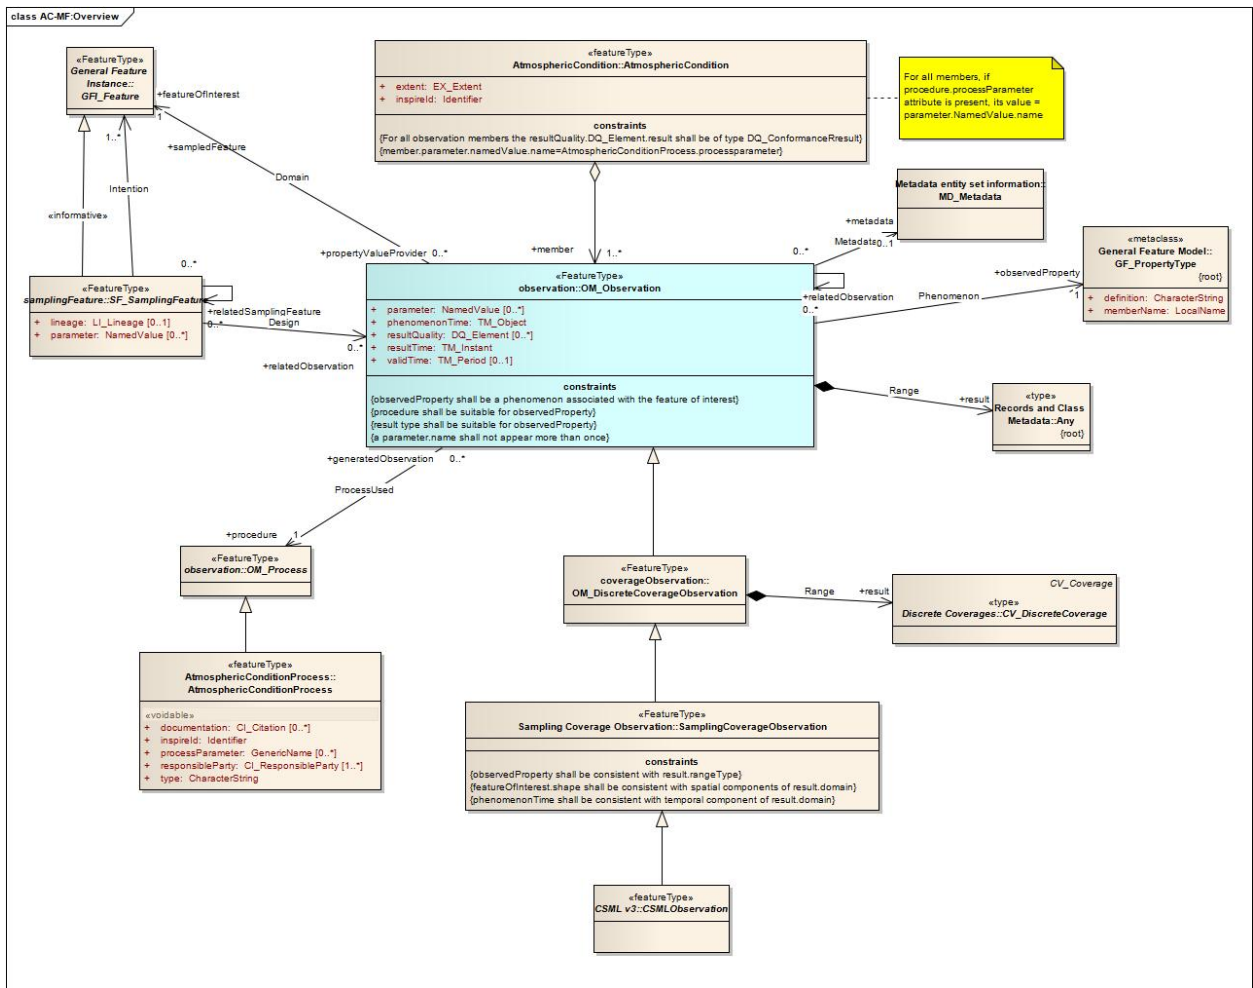 class AC-MF:Overview
«FeatureType»
General Feature
Instance::
GFI_Feature
+featureOfInterest
1
1..*
+sampledFeature
Domain
Intention
«informative»
«featureType»
AtmosphericCondition::AtmosphericCondition
+ extent: EX_Extent
+ inspireId: Identifier
constraints
{For all observation members the resultQuality.DQ_Element.result shall be of type DQ_ConformanceRresult}
{member.parameter.namedValue.name=AtmosphericConditionProcess.processparameter}
For all members, if
procedure.processParameter
attribute is present, its value =
parameter.NamedValue.name
Metadata entity set information::
MD_Metadata
+metadata
Metadata
0..1
0..*
«metaclass»
General Feature Model::
GF_PropertyType
{root}
+ definition: CharacterString
+ memberName: LocalName
+observedProperty
1
Phenomenon
+relatedObservation
0..*
+propertyValueProvider 0..*
+member
1..*
0..*
«FeatureType»
samplingFeature::SF_SamplingFeature
+ lineage: LI_Lineage [0..1]
+ parameter: NamedValue [0..*]
+relatedSamplingFeature
0..*
Design
0..*
+relatedObservation
«FeatureType»
observation::OM_Observation
+ parameter: NamedValue [0..*]
+ phenomenonTime: TM_Object
+ resultQuality: DQ_Element [0..*]
+ resultTime: TM_Instant
+ validTime: TM_Period [0..1]
constraints
{observedProperty shall be a phenomenon associated with the feature of interest}
{procedure shall be suitable for observedProperty}
{result type shall be suitable for observedProperty}
{a parameter.name shall not appear more than once}
Range
+result
«type»
Records and Class
Metadata::Any
{root}
+generatedObservation 0..*
ProcessUsed
+procedure 1
«FeatureType»
observation::OM_Process
«FeatureType»
coverageObservation::
OM_DiscreteCoverageObservation
Range
+result
CV_Coverage
«type»
Discrete Coverages::CV_DiscreteCoverage
«featureType»
AtmosphericConditionProcess::
AtmosphericConditionProcess
«voidable»
+ documentation: CI_Citation [0..*]
+ inspireId: Identifier
+ processParameter: GenericName [0..*]
+ responsibleParty: CI_ResponsibleParty [1..*]
+ type: CharacterString
«FeatureType»
Sampling Coverage Observation::SamplingCoverageObservation
constraints
{observedProperty shall be consistent with result.rangeType}
{featureOfInterest.shape shall be consistent with spatial components of result.domain}
{phenomenonTime shall be consistent with temporal component of result.domain}
«featureType»
CSML v3::CSMLObservation